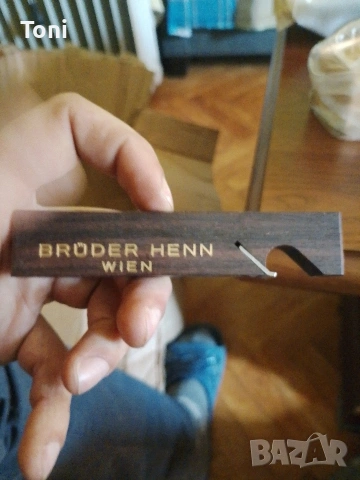 Toni
BRÜDER HENN
WIEN
BAZAR